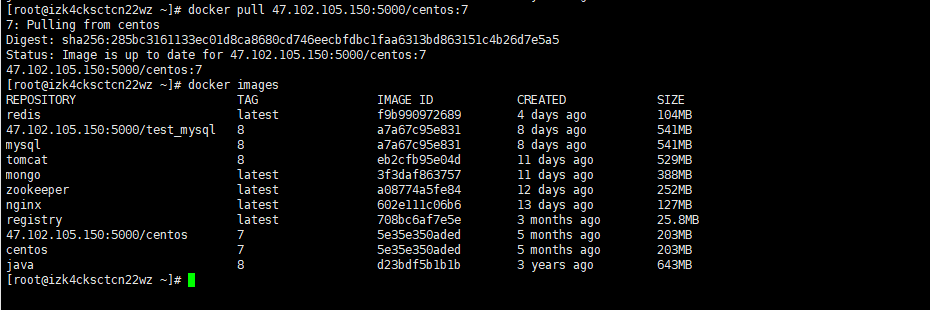 [root@izk4cksctcn22wz ~]# docker pull 47.102.105.150:5000/centos:7
7: Pulling from centos
Digest: sha256:285bc3161133ec01d8ca8680cd746eecbfdbc1faa6313bd863151c4b26d7e5a5
Status: Image is up to date for 47.102.105.150:5000/centos:7
47.102.105.150:5000/centos:7
[root@izk4cksctcn22wz ~]# docker images
REPOSITORY TAG IMAGE ID CREATED SIZE
redis latest f9b990972689 4 days ago 104MB
47.102.105.150:5000/test_mysql 8 a7a67c95e831 8 days ago 541MB
mysql 8 a7a67c95e831 8 days ago 541MB
tomcat 8 eb2cfb95e04d 11 days ago 529MB
mongo latest 3f3daf863757 11 days ago 388MB
zookeeper latest a08774a5fe84 12 days ago 252MB
nginx latest 602e111c06b6 13 days ago 127MB
registry latest 708bc6af7e5e 3 months ago 25.8MB
47.102.105.150:5000/centos 7 5e35e350aded 5 months ago 203MB
centos 7 5e35e350aded 5 months ago 203MB
java 8 d23bdf5b1b1b 3 years ago 643MB
[root@izk4cksctcn22wz ~]#